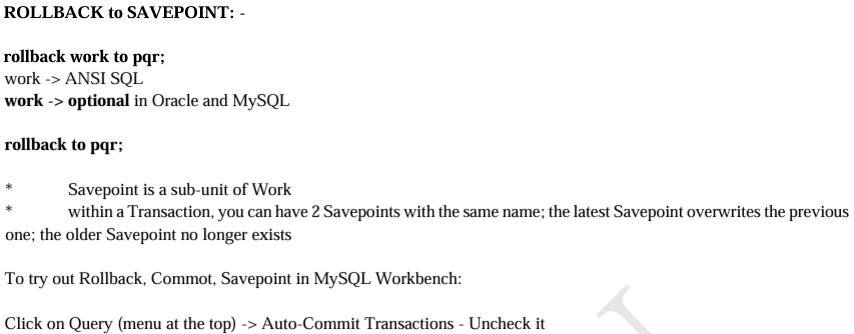 ROLLBACK to SAVEPOINT: -
rollback work to pqr;
work -> ANSI SQL
work -> optional in Oracle and MySQL
rollback to pqr;
* Savepoint is a sub-unit of Work
* within a Transaction, you can have 2 Savepoints with the same name; the latest Savepoint overwrites the previous
one; the older Savepoint no longer exists
To try out Rollback, Commot, Savepoint in MySQL Workbench:
Click on Query (menu at the top) -> Auto-Commit Transactions - Uncheck it